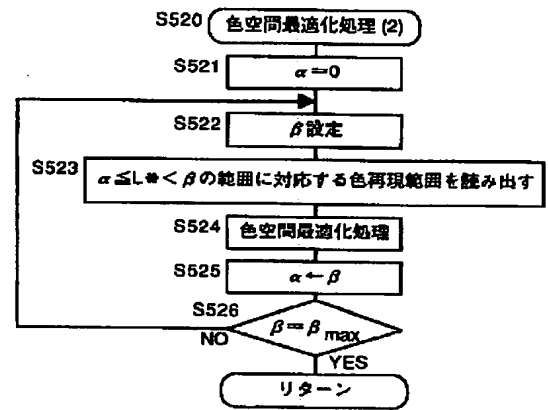 S520 色空間最適化処理(2)
S521 α=0
S522 β設定
S523 α≦L*<βの範囲に対応する色再現範囲を読み出す
S524 色空間最適化処理
S525 α←β
S526 β=βmax
NO
YES
リターン